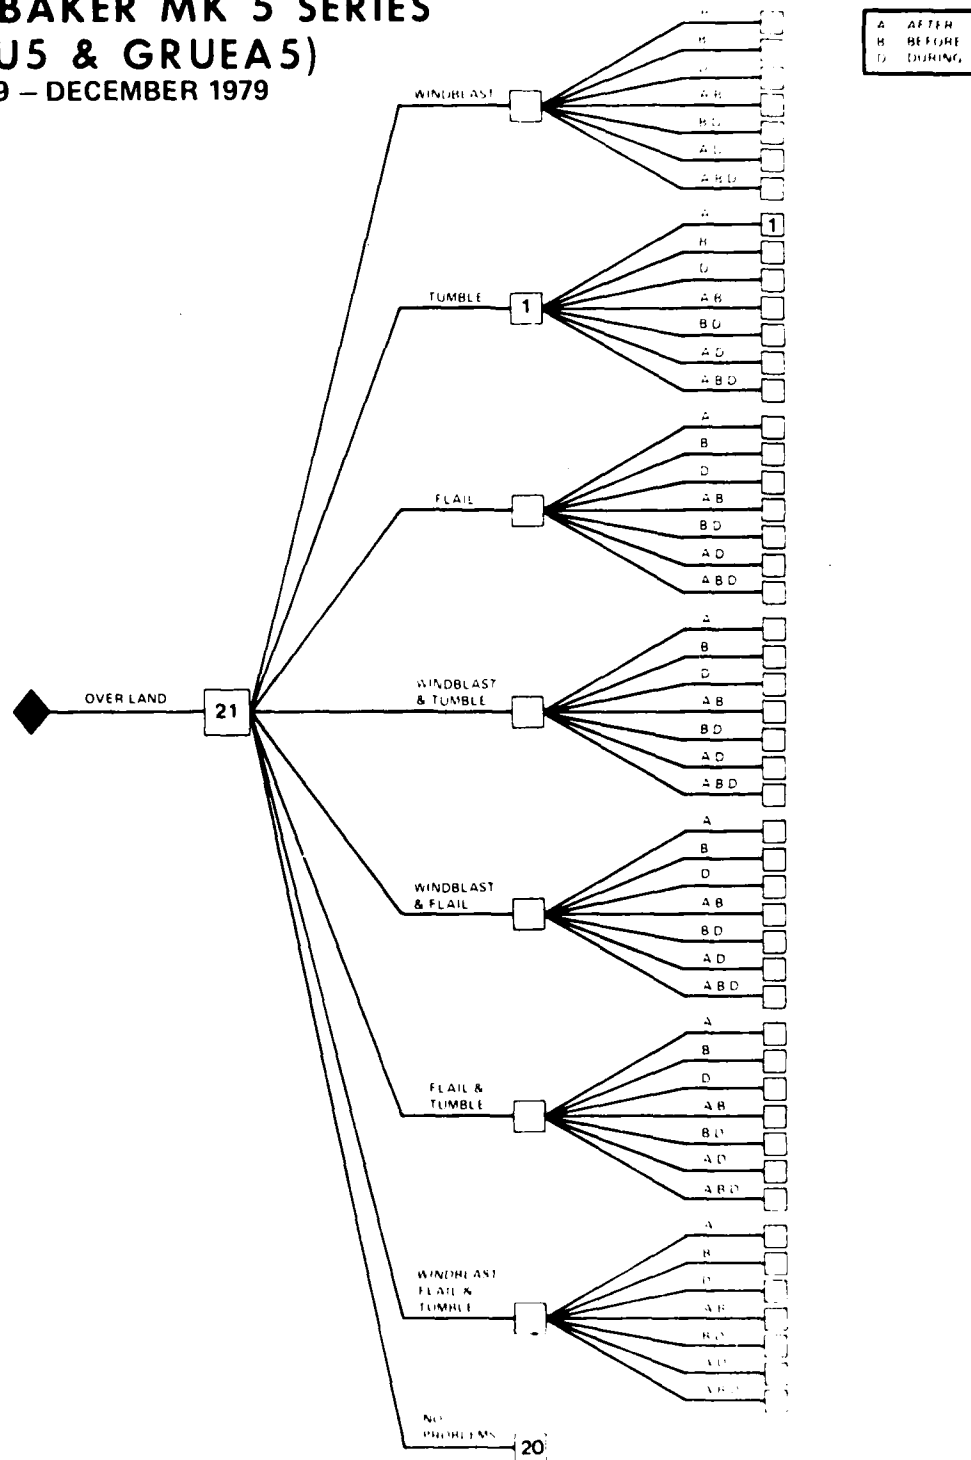 BAKER MK 5 SERIES
U5 & GRUEA5)
9 – DECEMBER 1979
A AFTER
B BEFORE
D DURING
WINDBLAST
B
D
A B
B D
A D
A B D
TUMBLE
1
A
1
B
D
A B
B D
A D
A B D
FLAIL
A
B
D
A B
B D
A D
A B D
OVER LAND
21
WINDBLAST
& TUMBLE
A
B
D
A B
B D
A D
A B D
WINDBLAST
& FLAIL
A
B
D
A B
B D
A D
A B D
FLAIL &
TUMBLE
A
B
D
A B
B D
A D
A B D
WINDBLAST
FLAIL &
TUMBLE
A
B
D
A B
B D
A D
A B D
NO
PROBLEMS
20